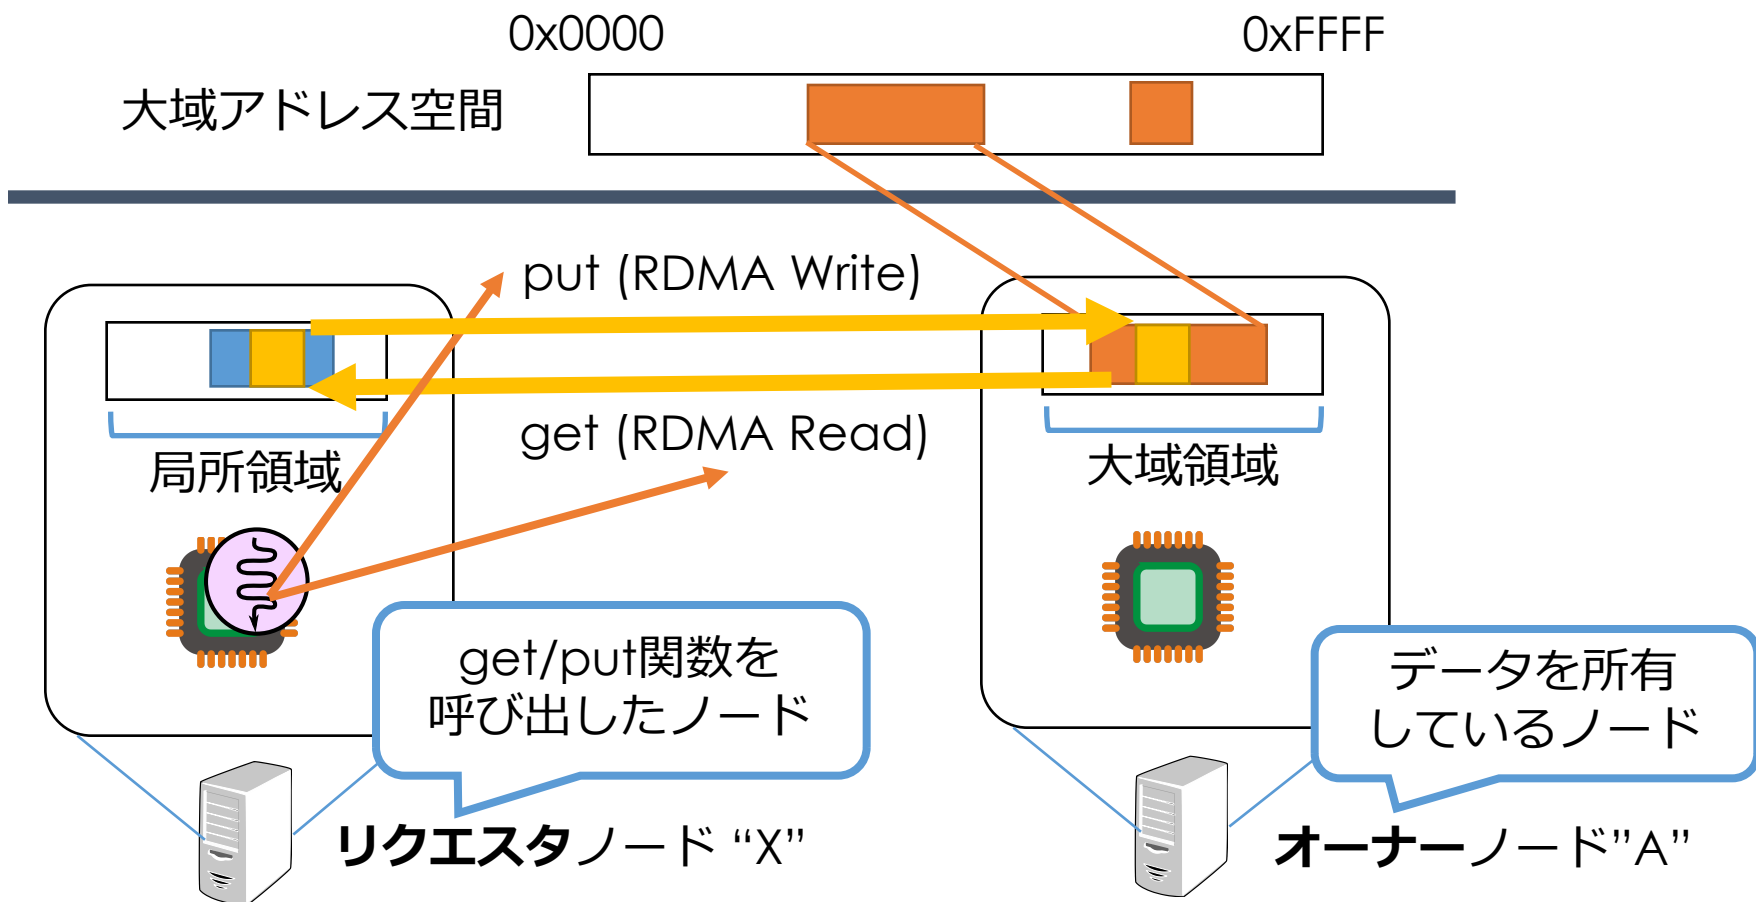 0x0000
0xFFFF
大域アドレス空間
put (RDMA Write)
get (RDMA Read)
局所領域
大域領域
get/put関数を
呼び出したノード
データを所有
しているノード
リクエスタノード “X”
オーナーノード”A”